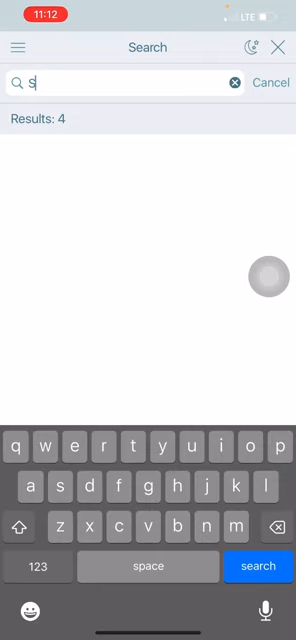 11:12
LTE
Search
S
Cancel
Results: 4
q w e r t y u i o p
a s d f g h j k l
z x c v b n m
123 space search